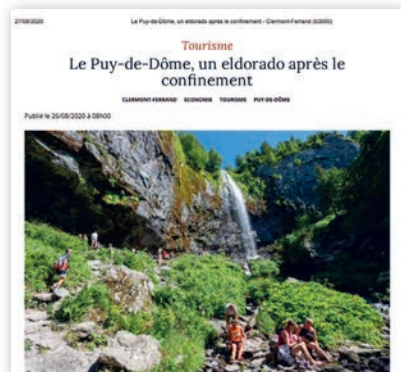 27/08/2020 Le Puy-de-Dôme, un eldorado après le confinement - Clermont-Ferrand (63000)
Tourisme
Le Puy-de-Dôme, un eldorado après le
confinement
CLERMONT-FERRAND ECONOMIE TOURISME PUY-DE-DÔME
Publié le 26/08/2020 à 08h00